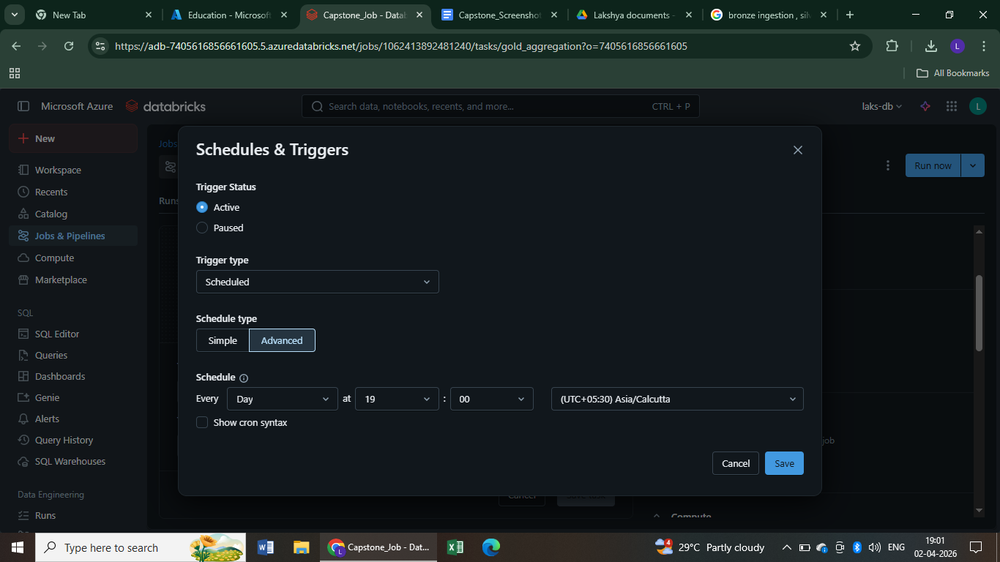 New Tab
Education - Microsoft
Capstone_Job - Datab
Capstone_Screenshot
Lakshya documents -
bronze ingestion , silv
https://adb-7405616856661605.5.azuredatabricks.net/jobs/1062413892481240/tasks/gold_aggregation?o=7405616856661605
L
All Bookmarks
Microsoft Azure
databricks
Search data, notebooks, recents, and more...
CTRL + P
laks-db
L
New
Workspace
Recents
Catalog
Jobs & Pipelines
Compute
Marketplace
SQL
SQL Editor
Queries
Dashboards
Genie
Alerts
Query History
SQL Warehouses
Data Engineering
Runs
Jobs
Runs
Run now
Schedules & Triggers
Trigger Status
Active
Paused
Trigger type
Scheduled
Schedule type
Simple Advanced
Schedule
Every Day at 19 : 00 (UTC+05:30) Asia/Calcutta
Show cron syntax
Cancel Save
job
Cancel
Save task
Compute
Type here to search
Capstone_Job - Dat...
29°C Partly cloudy
ENG
19:01
02-04-2026